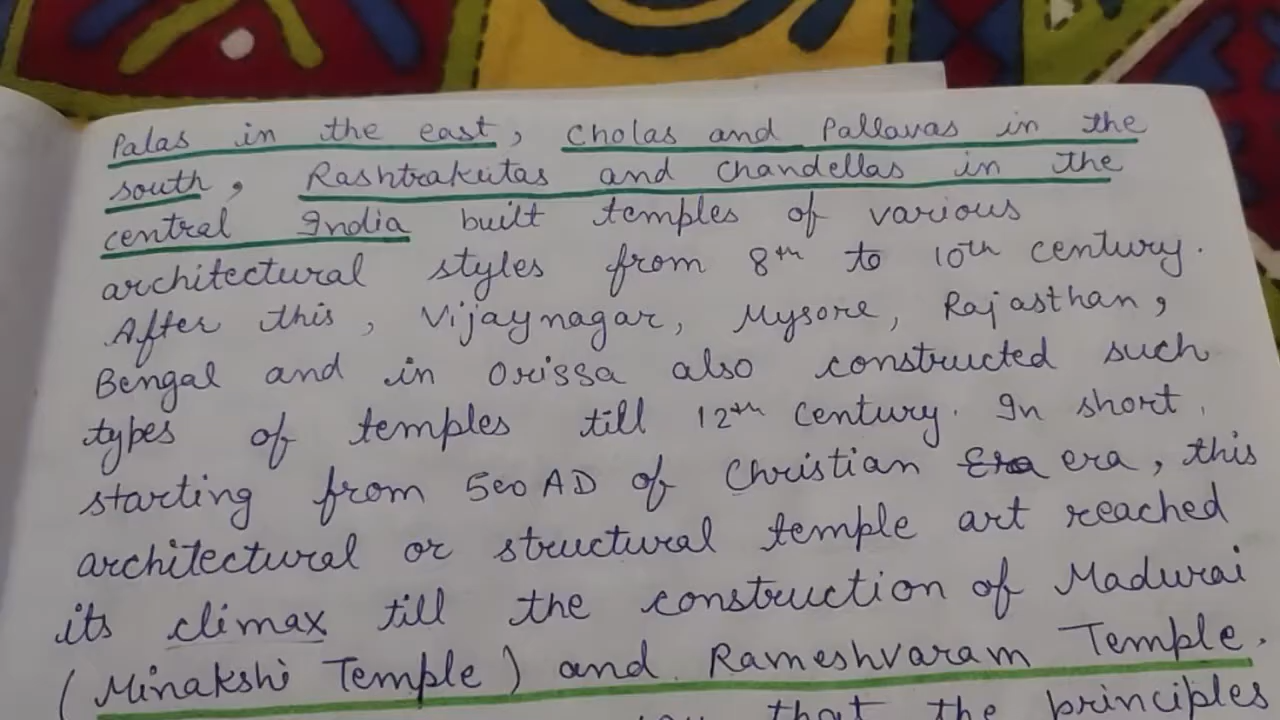 Palas in the east, Cholas and Pallavas in the
south, Rashtrakutas and Chandellas in the
central India built temples of various
architectural styles from 8th to 10th century.
After this, Vijaynagar, Mysore, Rajasthan,
Bengal and in Orissa also constructed such
types of temples till 12th century. In short,
starting from 500 AD of Christian Era era, this
architectural or structural temple art reached
its climax till the construction of Madurai
(Minakshi Temple) and Rameshvaram Temple.
that the principles